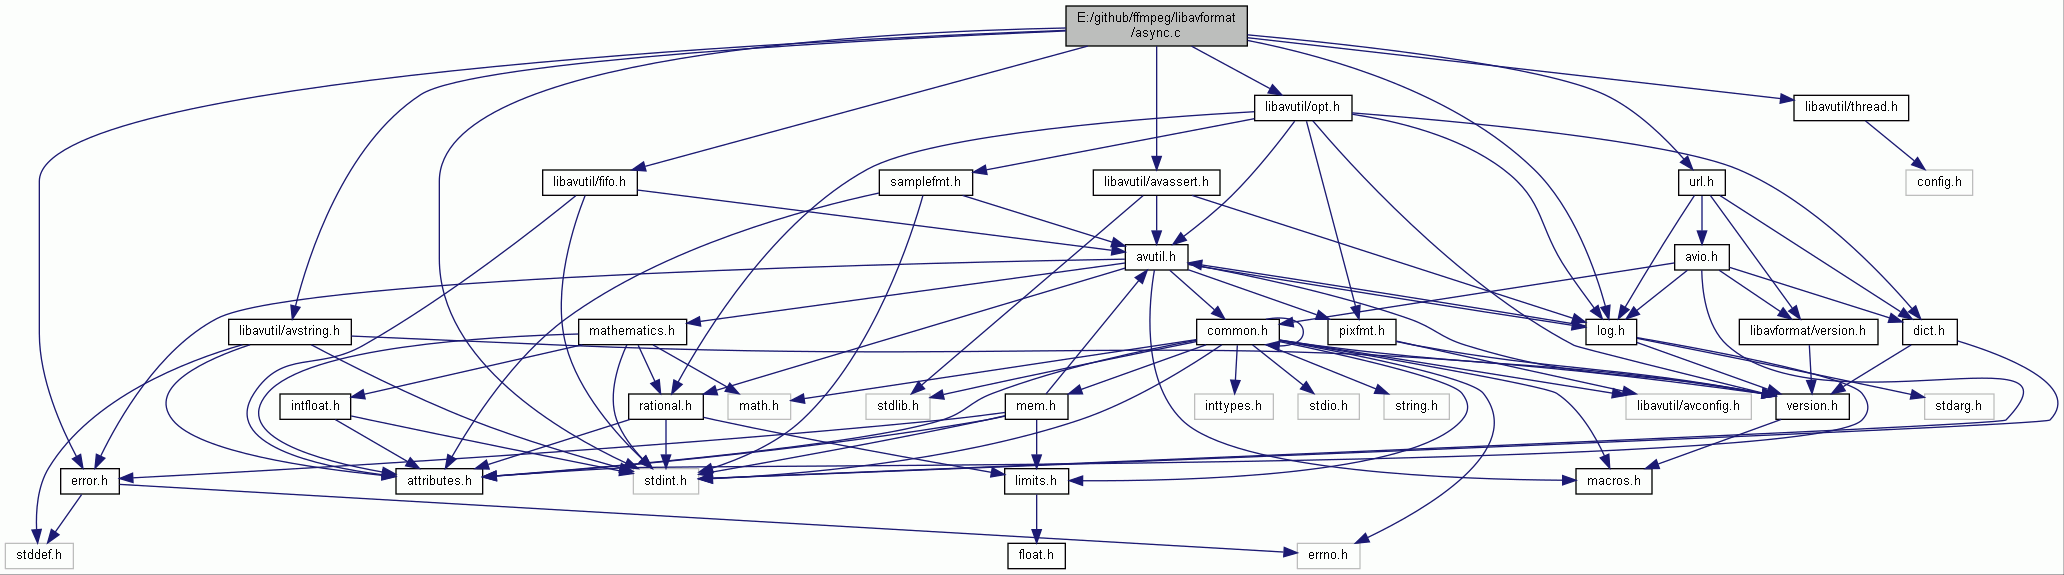 E:/github/ffmpeg/libavformat
/async.c
libavutil/opt.h
libavutil/thread.h
libavutil/fifo.h
samplefmt.h
libavutil/avassert.h
url.h
config.h
avutil.h
avio.h
libavutil/avstring.h
mathematics.h
common.h
pixfmt.h
log.h
libavformat/version.h
dict.h
intfloat.h
rational.h
math.h
stdlib.h
mem.h
inttypes.h
stdio.h
string.h
libavutil/avconfig.h
version.h
stdarg.h
error.h
attributes.h
stdint.h
limits.h
macros.h
stddef.h
float.h
errno.h